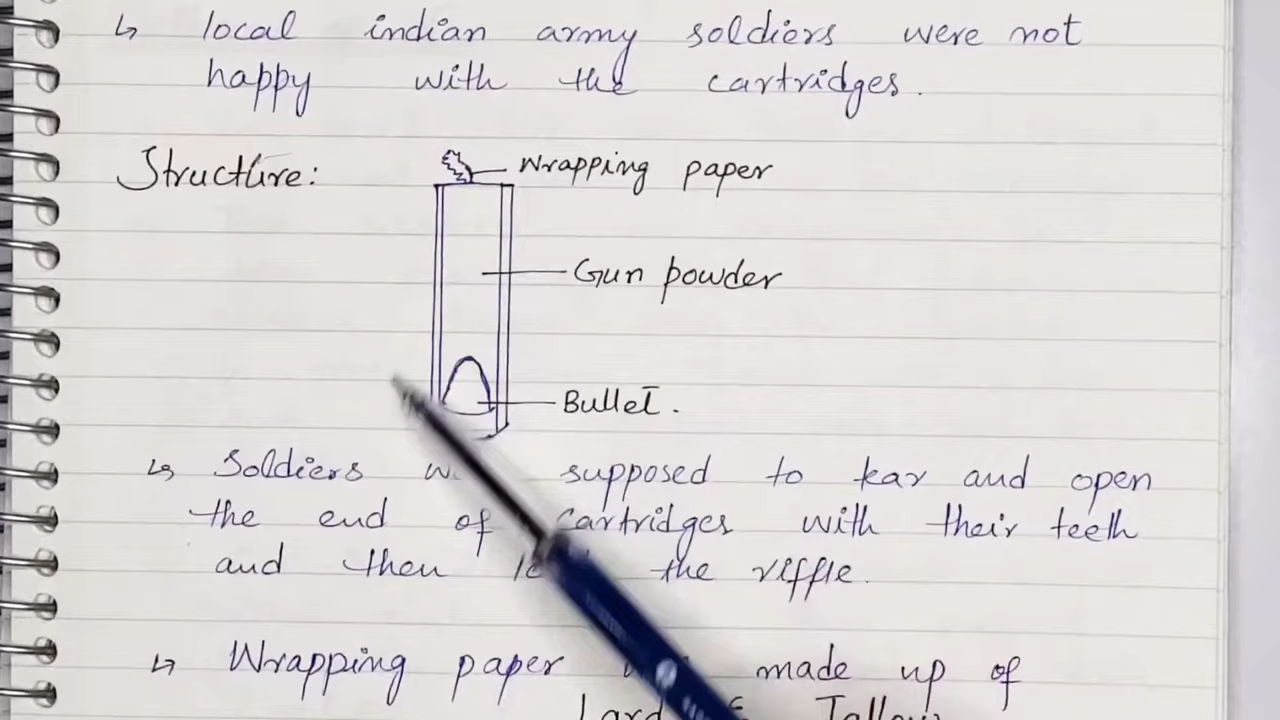 ↳ local indian army soldiers were not
happy with the cartridges.
Structure:
Wrapping paper
Gun powder
Bullet.
↳ Soldiers supposed to tear and open
the end of cartridges with their teeth
and then the riffle.
↳ Wrapping paper made up of
Lard & Tallow